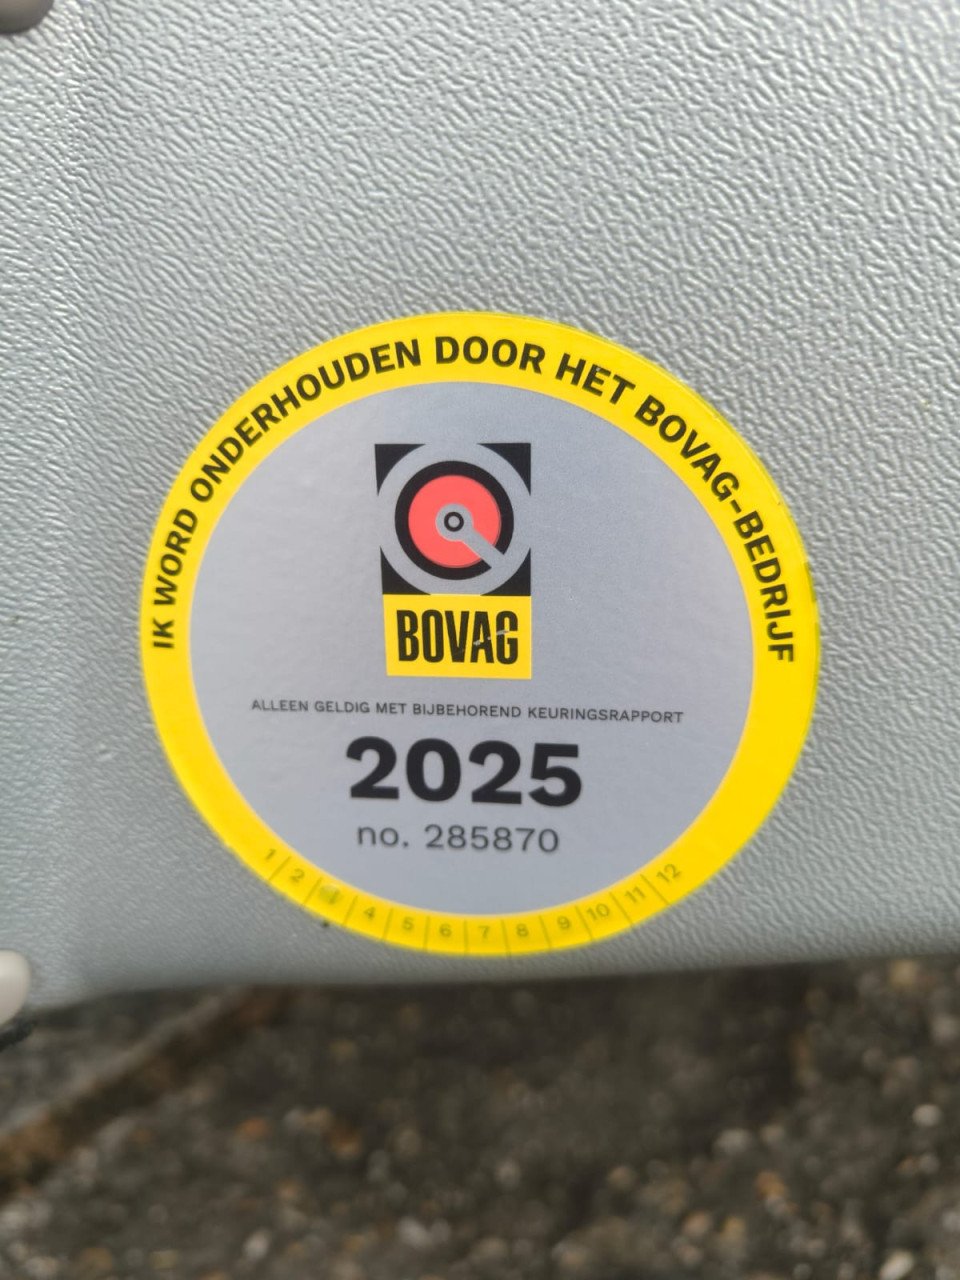 IK WORD ONDERHOUDEN DOOR HET BOVAG-BEDRIJF
BOVAG
ALLEEN GELDIG MET BIJBEHOREND KEURINGSRAPPORT
2025
no. 285870
1 2 3 4 5 6 7 8 9 10 11 12